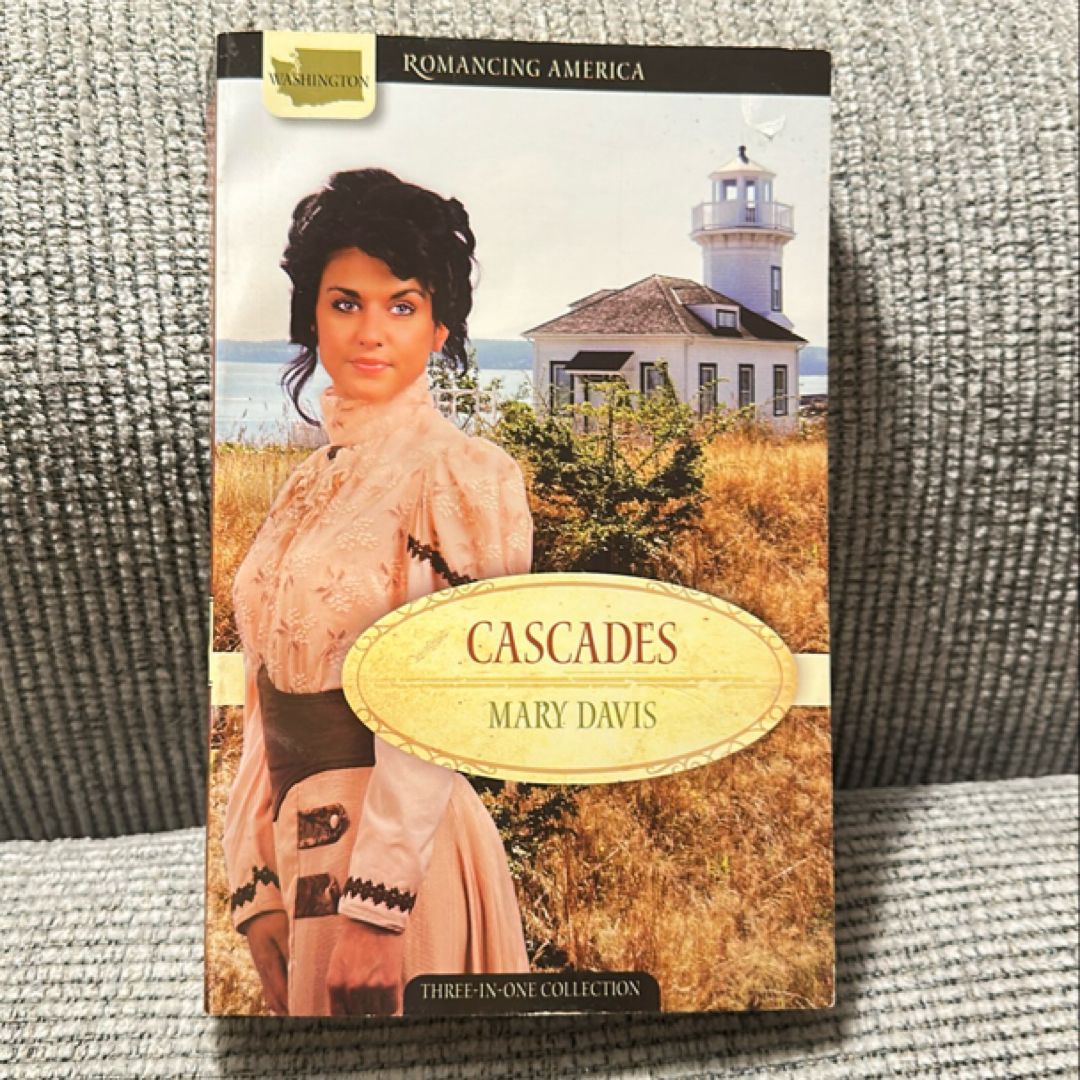 WASHINGTON
ROMANCING AMERICA
CASCADES
MARY DAVIS
THREE-IN-ONE COLLECTION